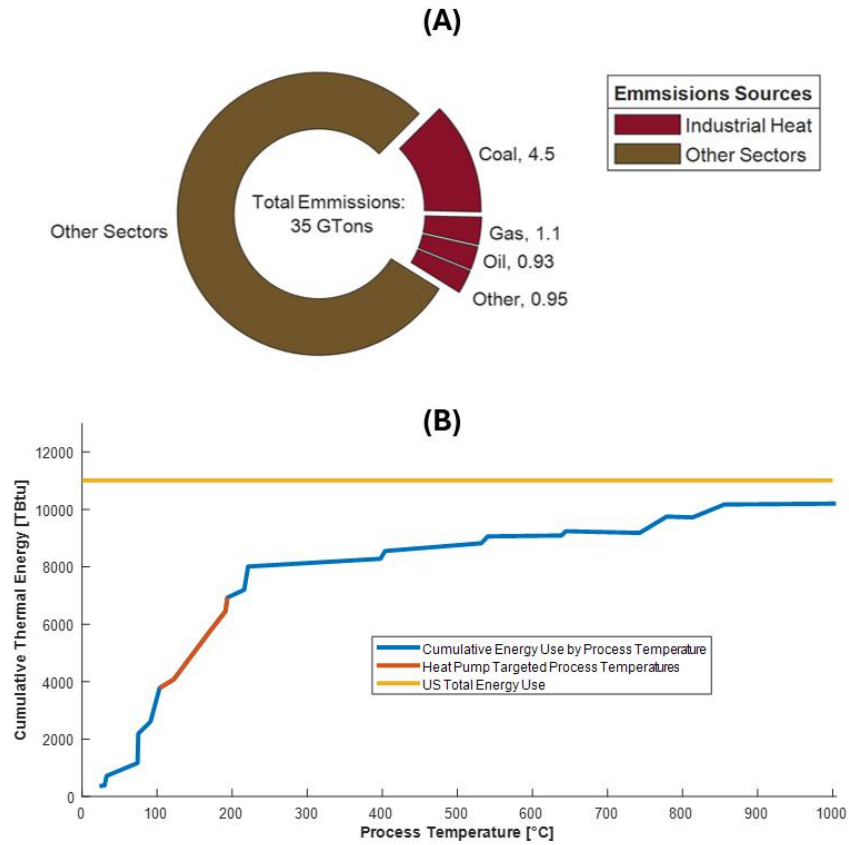 (A)
Emmsisions Sources
Industrial Heat
Other Sectors
Coal, 4.5
Total Emmissions:
35 GTons
Other Sectors
Gas, 1.1
Oil, 0.93
Other, 0.95
(B)
Cumulative Thermal Energy [TBtu]
12000
10000
8000
6000
4000
2000
0
Cumulative Energy Use by Process Temperature
Heat Pump Targeted Process Temperatures
US Total Energy Use
0 100 200 300 400 500 600 700 800 900 1000
Process Temperature [°C]